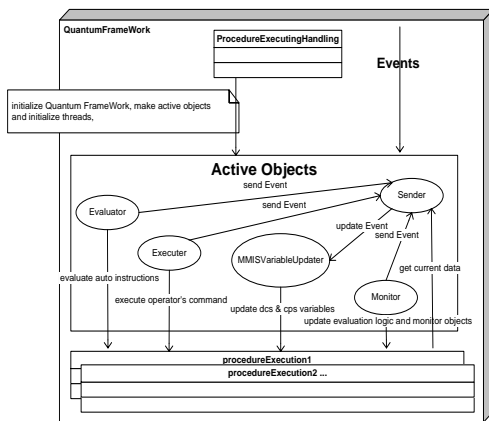 QuantumFrameWork
ProcedureExecutingHandling
Events
initialize Quantum FrameWork, make active objects
and initialize threads,
Active Objects
send Event
Sender
Evaluator
send Event
update Event
send Event
Executer
MMISVariableUpdater
get current data
evaluate auto instructions
Monitor
execute operator's command
update dcs & cps variables
update evaluation logic and monitor objects
procedureExecution1
procedureExecution2 ...